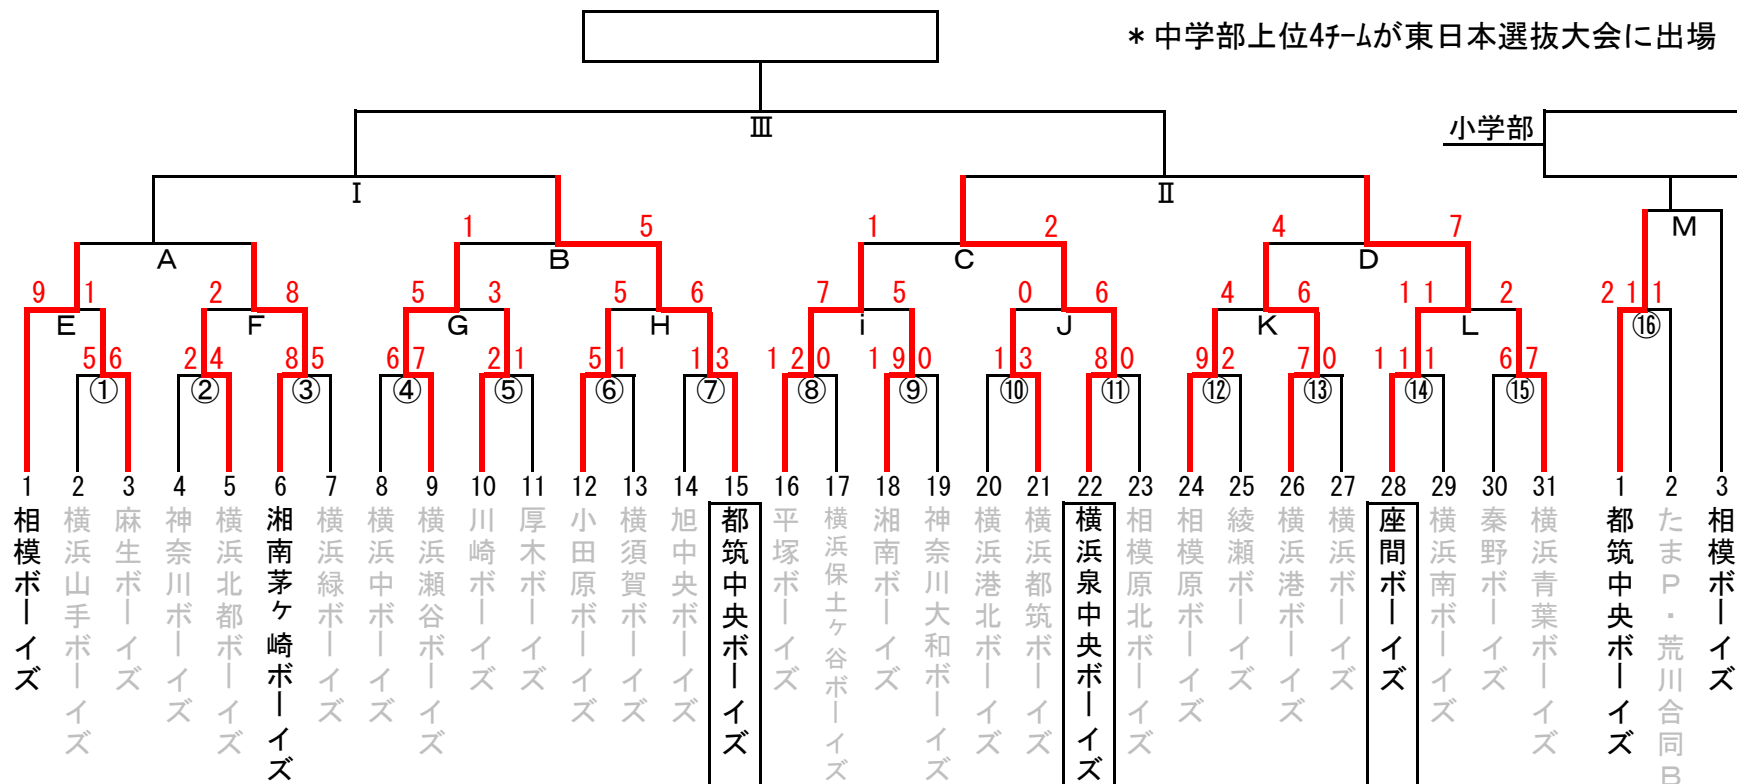 *中学部上位4チームが東日本選抜大会に出場
Ⅲ
小学部
Ⅰ
Ⅱ
1 5 1 2 4 7
A B C D M
9 1 2 8 5 3 5 6 7 5 0 6 4 6 11 2 21 1
E F G H i J K L ⑯
5 6 2 4 8 5 6 7 2 1 5 1 1 3 12 0 19 0 1 3 8 0 9 2 7 0 11 1 6 7
① ② ③ ④ ⑤ ⑥ ⑦ ⑧ ⑨ ⑩ ⑪ ⑫ ⑬ ⑭ ⑮
1 2 3 4 5 6 7 8 9 10 11 12 13 14 15 16 17 18 19 20 21 22 23 24 25 26 27 28 29 30 31 1 2 3
相模ボーイズ
横浜山手ボーイズ
麻生ボーイズ
神奈川ボーイズ
横浜北都ボーイズ
湘南茅ヶ崎ボーイズ
横浜緑ボーイズ
横浜中ボーイズ
横浜瀬谷ボーイズ
川崎ボーイズ
厚木ボーイズ
小田原ボーイズ
横須賀ボーイズ
旭中央ボーイズ
都筑中央ボーイズ
平塚ボーイズ
横浜保土ヶ谷ボーイズ
湘南ボーイズ
神奈川大和ボーイズ
横浜港北ボーイズ
横浜都筑ボーイズ
横浜泉中央ボーイズ
相模原北ボーイズ
相模原ボーイズ
綾瀬ボーイズ
横浜港ボーイズ
横浜ボーイズ
座間ボーイズ
横浜南ボーイズ
秦野ボーイズ
横浜青葉ボーイズ
都筑中央ボーイズ
たまP・荒川合同B
相模ボーイズ